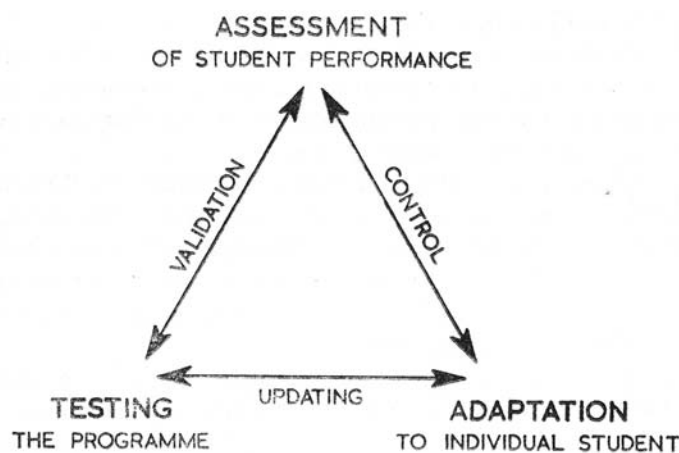 ASSESSMENT
OF STUDENT PERFORMANCE
VALIDATION
CONTROL
UPDATING
TESTING
THE PROGRAMME
ADAPTATION
TO INDIVIDUAL STUDENT